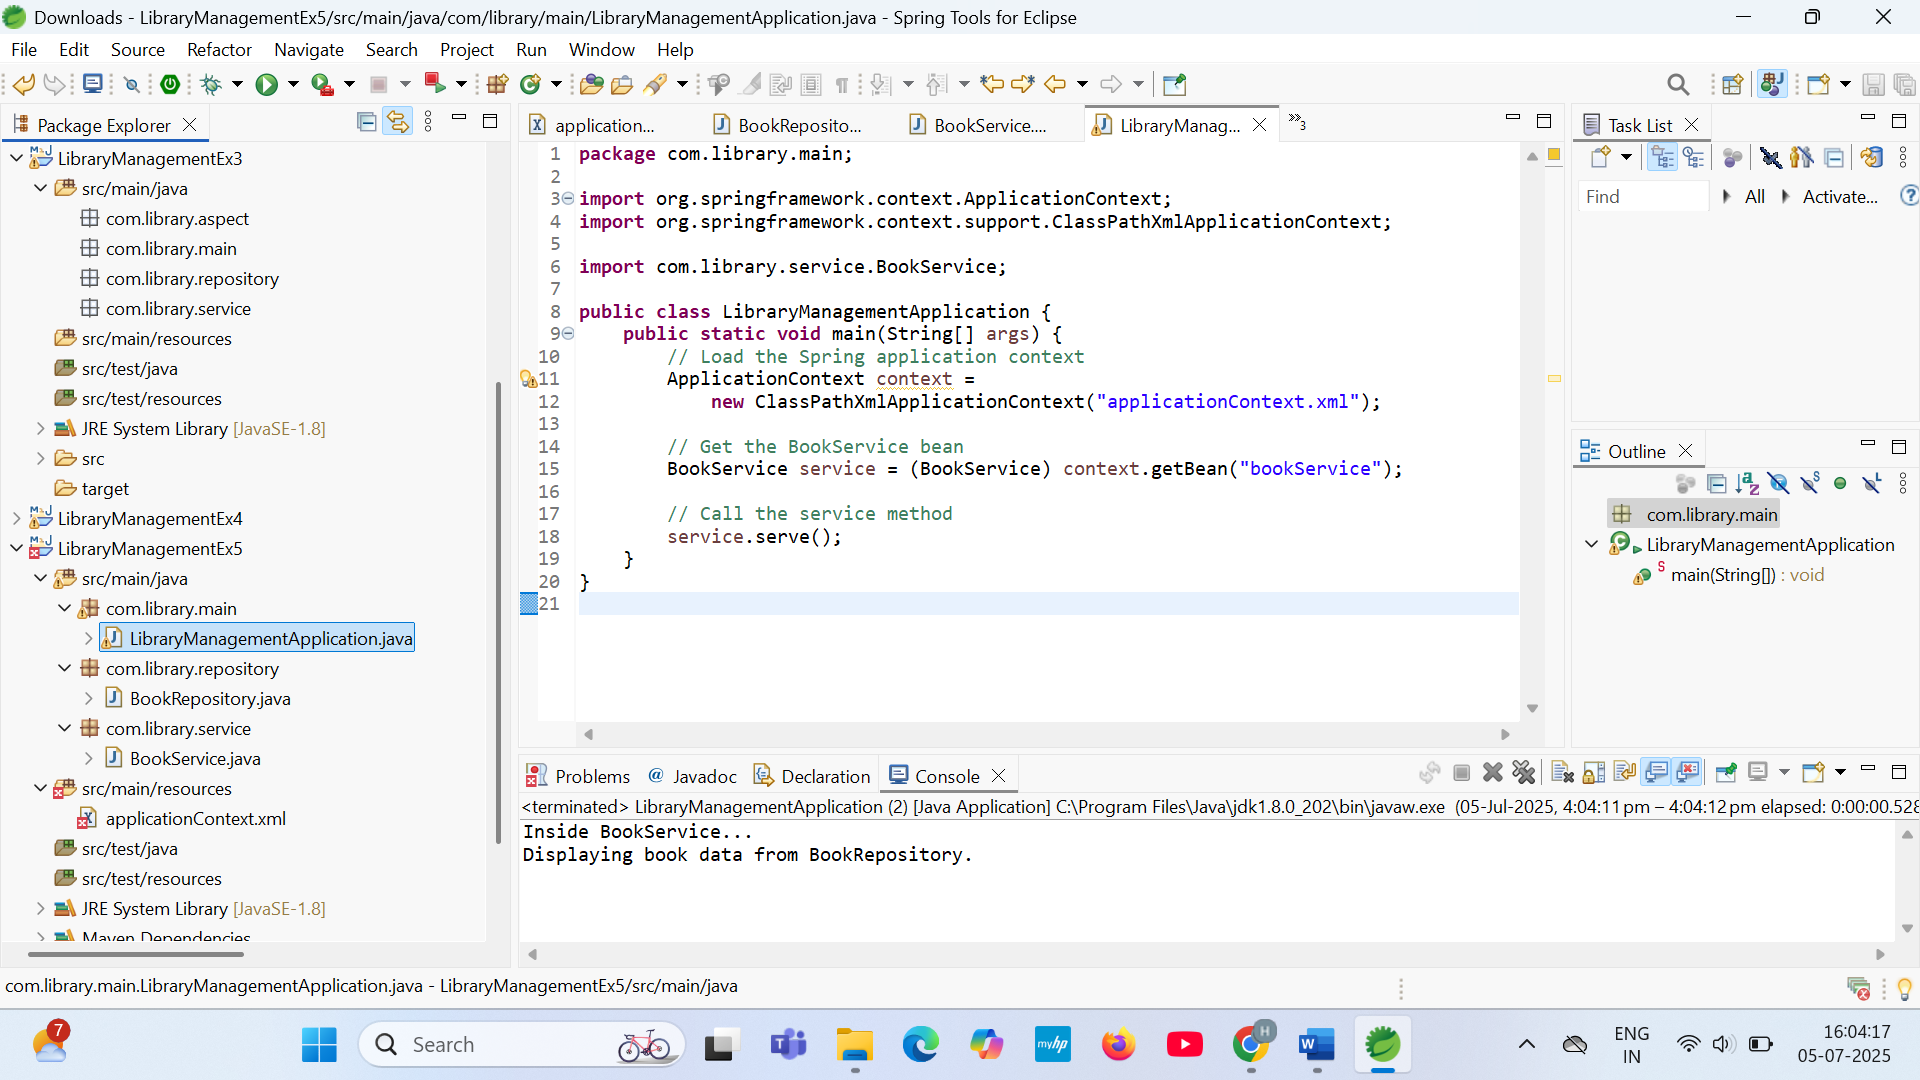 Downloads - LibraryManagementEx5/src/main/java/com/library/main/LibraryManagementApplication.java - Spring Tools for Eclipse
File Edit Source Refactor Navigate Search Project Run Window Help
Package Explorer
LibraryManagementEx3
src/main/java
com.library.aspect
com.library.main
com.library.repository
com.library.service
src/main/resources
src/test/java
src/test/resources
JRE System Library [JavaSE-1.8]
src
target
LibraryManagementEx4
LibraryManagementEx5
src/main/java
com.library.main
LibraryManagementApplication.java
com.library.repository
BookRepository.java
com.library.service
BookService.java
src/main/resources
applicationContext.xml
src/test/java
src/test/resources
JRE System Library [JavaSE-1.8]
Maven Dependencies
application... BookReposito... BookService.... LibraryManag... »3
1 package com.library.main;
2
3 import org.springframework.context.ApplicationContext;
4 import org.springframework.context.support.ClassPathXmlApplicationContext;
5
6 import com.library.service.BookService;
7
8 public class LibraryManagementApplication {
9 public static void main(String[] args) {
10 // Load the Spring application context
11 ApplicationContext context =
12 new ClassPathXmlApplicationContext("applicationContext.xml");
13
14 // Get the BookService bean
15 BookService service = (BookService) context.getBean("bookService");
16
17 // Call the service method
18 service.serve();
19 }
20 }
21
Task List
Find All Activate...
Outline
com.library.main
LibraryManagementApplication
main(String[]) : void
Problems @ Javadoc Declaration Console
<terminated> LibraryManagementApplication (2) [Java Application] C:\Program Files\Java\jdk1.8.0_202\bin\javaw.exe (05-Jul-2025, 4:04:11 pm – 4:04:12 pm elapsed: 0:00:00.528
Inside BookService...
Displaying book data from BookRepository.
com.library.main.LibraryManagementApplication.java - LibraryManagementEx5/src/main/java
7
Search
myhp
H
ENG
IN
16:04:17
05-07-2025